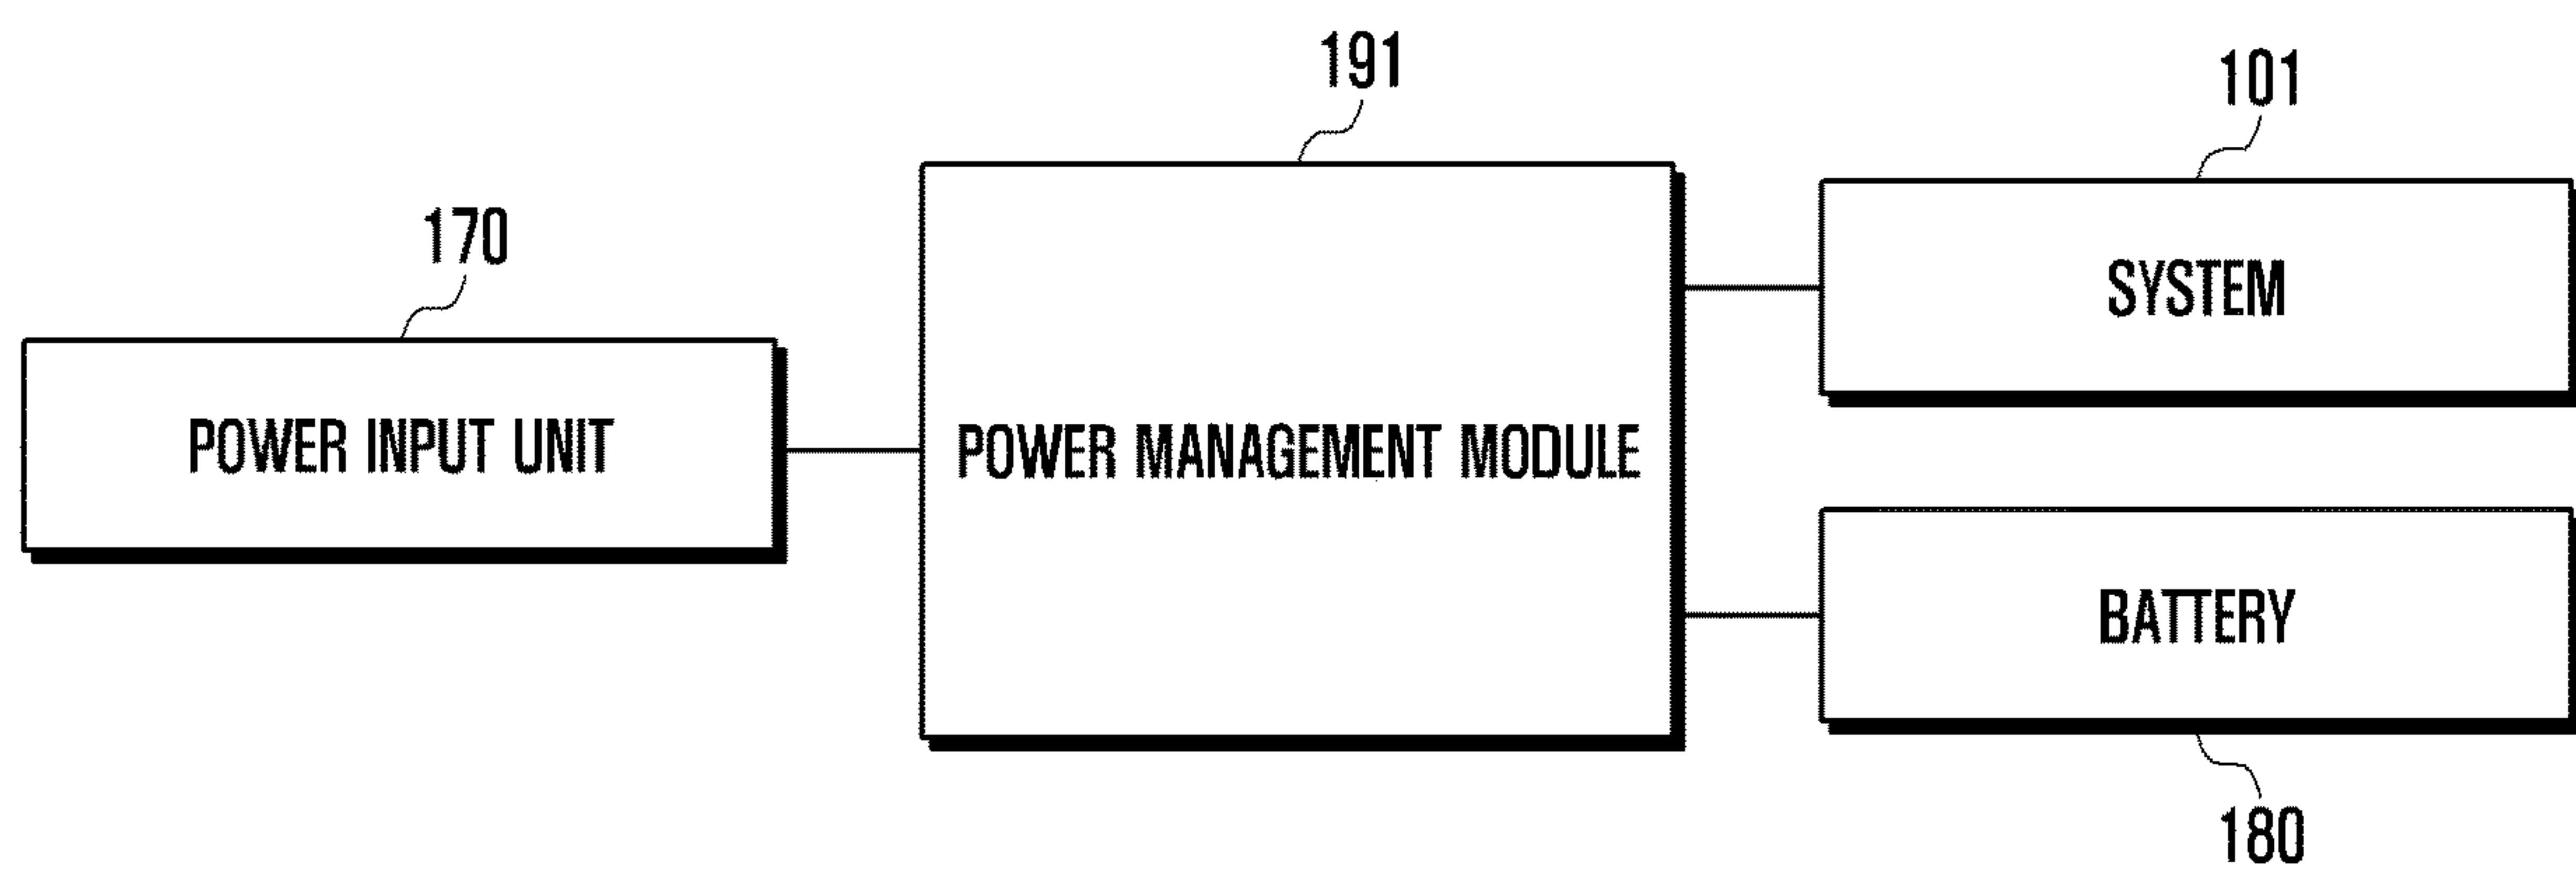 191
101
170
SYSTEM
POWER INPUT UNIT
POWER MANAGEMENT MODULE
BATTERY
180